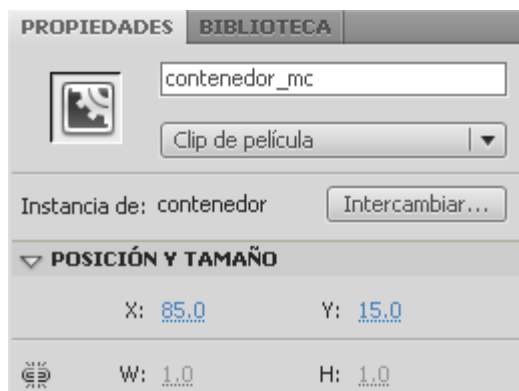 PROPIEDADES BIBLIOTECA
contenedor_mc
Clip de película
Instancia de: contenedor Intercambiar...
POSICIÓN Y TAMAÑO
X: 85.0 Y: 15.0
W: 1.0 H: 1.0